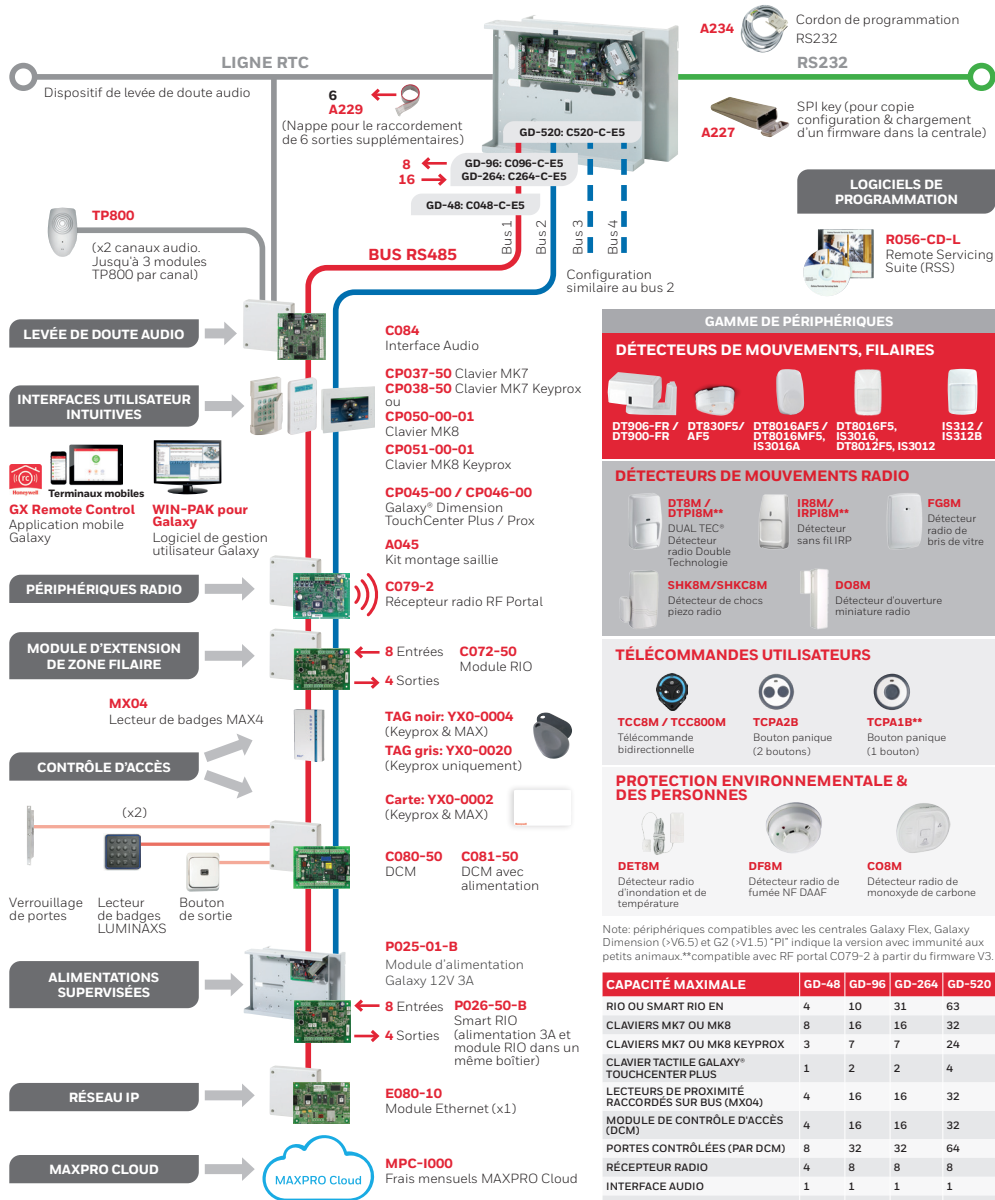 A234
Cordon de programmation
RS232
LIGNE RTC
RS232
Dispositif de levée de doute audio
6
A229
(Nappe pour le raccordement
de 6 sorties supplémentaires)
A227
SPI key (pour copie
configuration & chargement
d'un firmware dans la centrale)
GD-520: C520-C-E5
8
16
GD-96: C096-C-E5
GD-264: C264-C-E5
GD-48: C048-C-E5
Bus 1
Bus 2
Bus 3
Bus 4
BUS RS485
Configuration
similaire au bus 2
LOGICIELS DE
PROGRAMMATION
R056-CD-L
Remote Servicing
Suite (RSS)
TP800
(x2 canaux audio.
Jusqu'à 3 modules
TP800 par canal)
LEVÉE DE DOUTE AUDIO
C084
Interface Audio
INTERFACES UTILISATEUR
INTUITIVES
CP037-50 Clavier MK7
CP038-50 Clavier MK7 Keyprox
ou
CP050-00-01
Clavier MK8
CP051-00-01
Clavier MK8 Keyprox
CP045-00 / CP046-00
Galaxy® Dimension
TouchCenter Plus / Prox
A045
Kit montage saillie
rc
Honeywell
Terminaux mobiles
GX Remote Control
Application mobile
Galaxy
WIN-PAK pour
Galaxy
Logiciel de gestion
utilisateur Galaxy
PÉRIPHÉRIQUES RADIO
C079-2
Récepteur radio RF Portal
MODULE D'EXTENSION
DE ZONE FILAIRE
8 Entrées
4 Sorties
C072-50
Module RIO
MX04
Lecteur de badges MAX4
CONTRÔLE D'ACCÈS
TAG noir: YX0-0004
(Keyprox & MAX)
TAG gris: YX0-0020
(Keyprox uniquement)
Carte: YX0-0002
(Keyprox & MAX)
(x2)
Verrouillage
de portes
Lecteur
de badges
LUMINAXS
Bouton
de sortie
C080-50
DCM
C081-50
DCM avec
alimentation
ALIMENTATIONS
SUPERVISÉES
P025-01-B
Module d'alimentation
Galaxy 12V 3A
8 Entrées
4 Sorties
P026-50-B
Smart RIO
(alimentation 3A et
module RIO dans un
même boîtier)
RÉSEAU IP
E080-10
Module Ethernet (x1)
MAXPRO CLOUD
MAXPRO Cloud
MPC-I000
Frais mensuels MAXPRO Cloud
GAMME DE PÉRIPHÉRIQUES
DÉTECTEURS DE MOUVEMENTS, FILAIRES
DT906-FR /
DT900-FR
DT830F5/
AF5
DT8016AF5 /
DT8016MF5,
IS3016A
DT8016F5,
IS3016,
DT8012F5, IS3012
IS312 /
IS312B
DÉTECTEURS DE MOUVEMENTS RADIO
DT8M /
DTPI8M**
DUAL TEC®
Détecteur
radio Double
Technologie
IR8M/
IRPI8M**
Détecteur
sans fil IRP
FG8M
Détecteur
radio de
bris de vitre
SHK8M/SHKC8M
Détecteur de chocs
piezo radio
DO8M
Détecteur d'ouverture
miniature radio
TÉLÉCOMMANDES UTILISATEURS
TCC8M / TCC800M
Télécommande
bidirectionnelle
TCPA2B
Bouton panique
(2 boutons)
TCPA1B**
Bouton panique
(1 bouton)
PROTECTION ENVIRONNEMENTALE &
DES PERSONNES
DET8M
Détecteur radio
d'inondation et de
température
DF8M
Détecteur radio de
fumée NF DAAF
CO8M
Détecteur radio de
monoxyde de carbone
Note: périphériques compatibles avec les centrales Galaxy Flex, Galaxy
Dimension (>V6.5) et G2 (>V1.5) "PI" indique la version avec immunité aux
petits animaux.**compatible avec RF portal C079-2 à partir du firmware V3.
CAPACITÉ MAXIMALE GD-48 GD-96 GD-264 GD-520
RIO OU SMART RIO EN 4 10 31 63
CLAVIERS MK7 OU MK8 8 16 16 32
CLAVIERS MK7 OU MK8 KEYPROX 3 7 7 24
CLAVIER TACTILE GALAXY®
TOUCHCENTER PLUS 1 2 2 4
LECTEURS DE PROXIMITÉ
RACCORDÉS SUR BUS (MX04) 4 16 16 32
MODULE DE CONTRÔLE D'ACCÈS
(DCM) 4 16 16 32
PORTES CONTRÔLÉES (PAR DCM) 8 32 32 64
RÉCEPTEUR RADIO 4 8 8 8
INTERFACE AUDIO 1 1 1 1